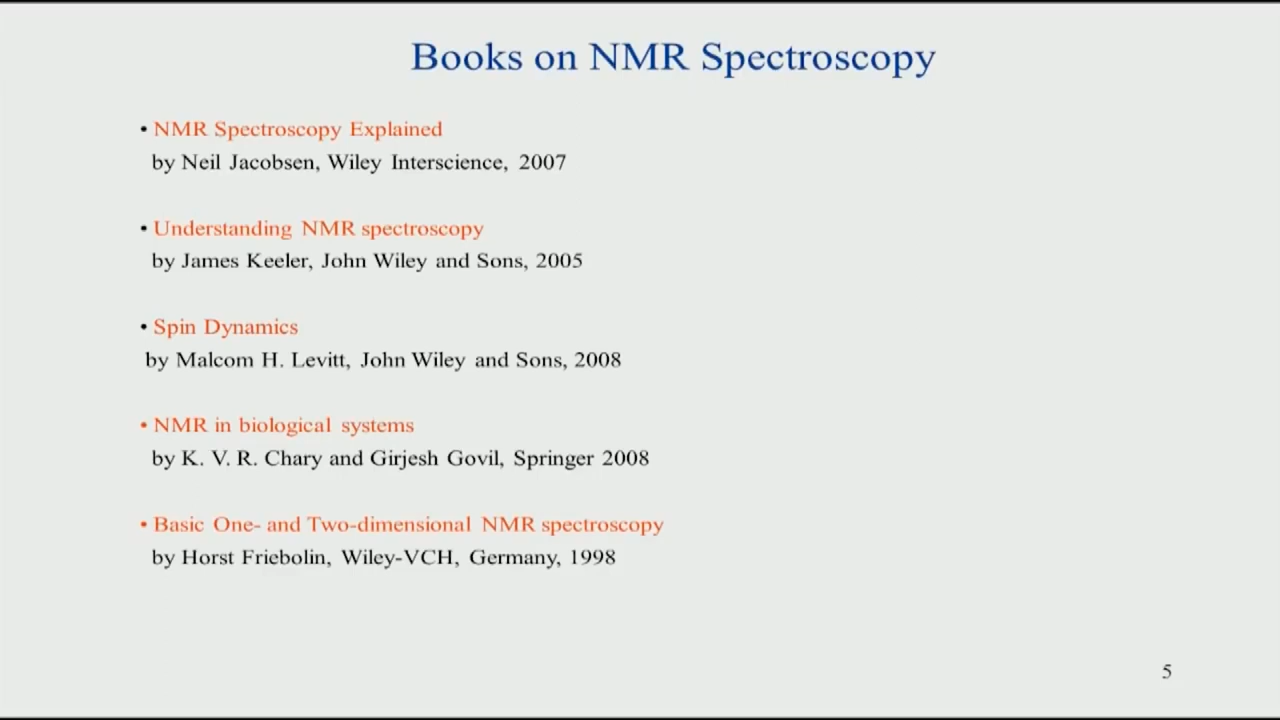 Books on NMR Spectroscopy
• NMR Spectroscopy Explained
by Neil Jacobsen, Wiley Interscience, 2007
• Understanding NMR spectroscopy
by James Keeler, John Wiley and Sons, 2005
• Spin Dynamics
by Malcom H. Levitt, John Wiley and Sons, 2008
• NMR in biological systems
by K. V. R. Chary and Girjesh Govil, Springer 2008
• Basic One- and Two-dimensional NMR spectroscopy
by Horst Friebolin, Wiley-VCH, Germany, 1998
5